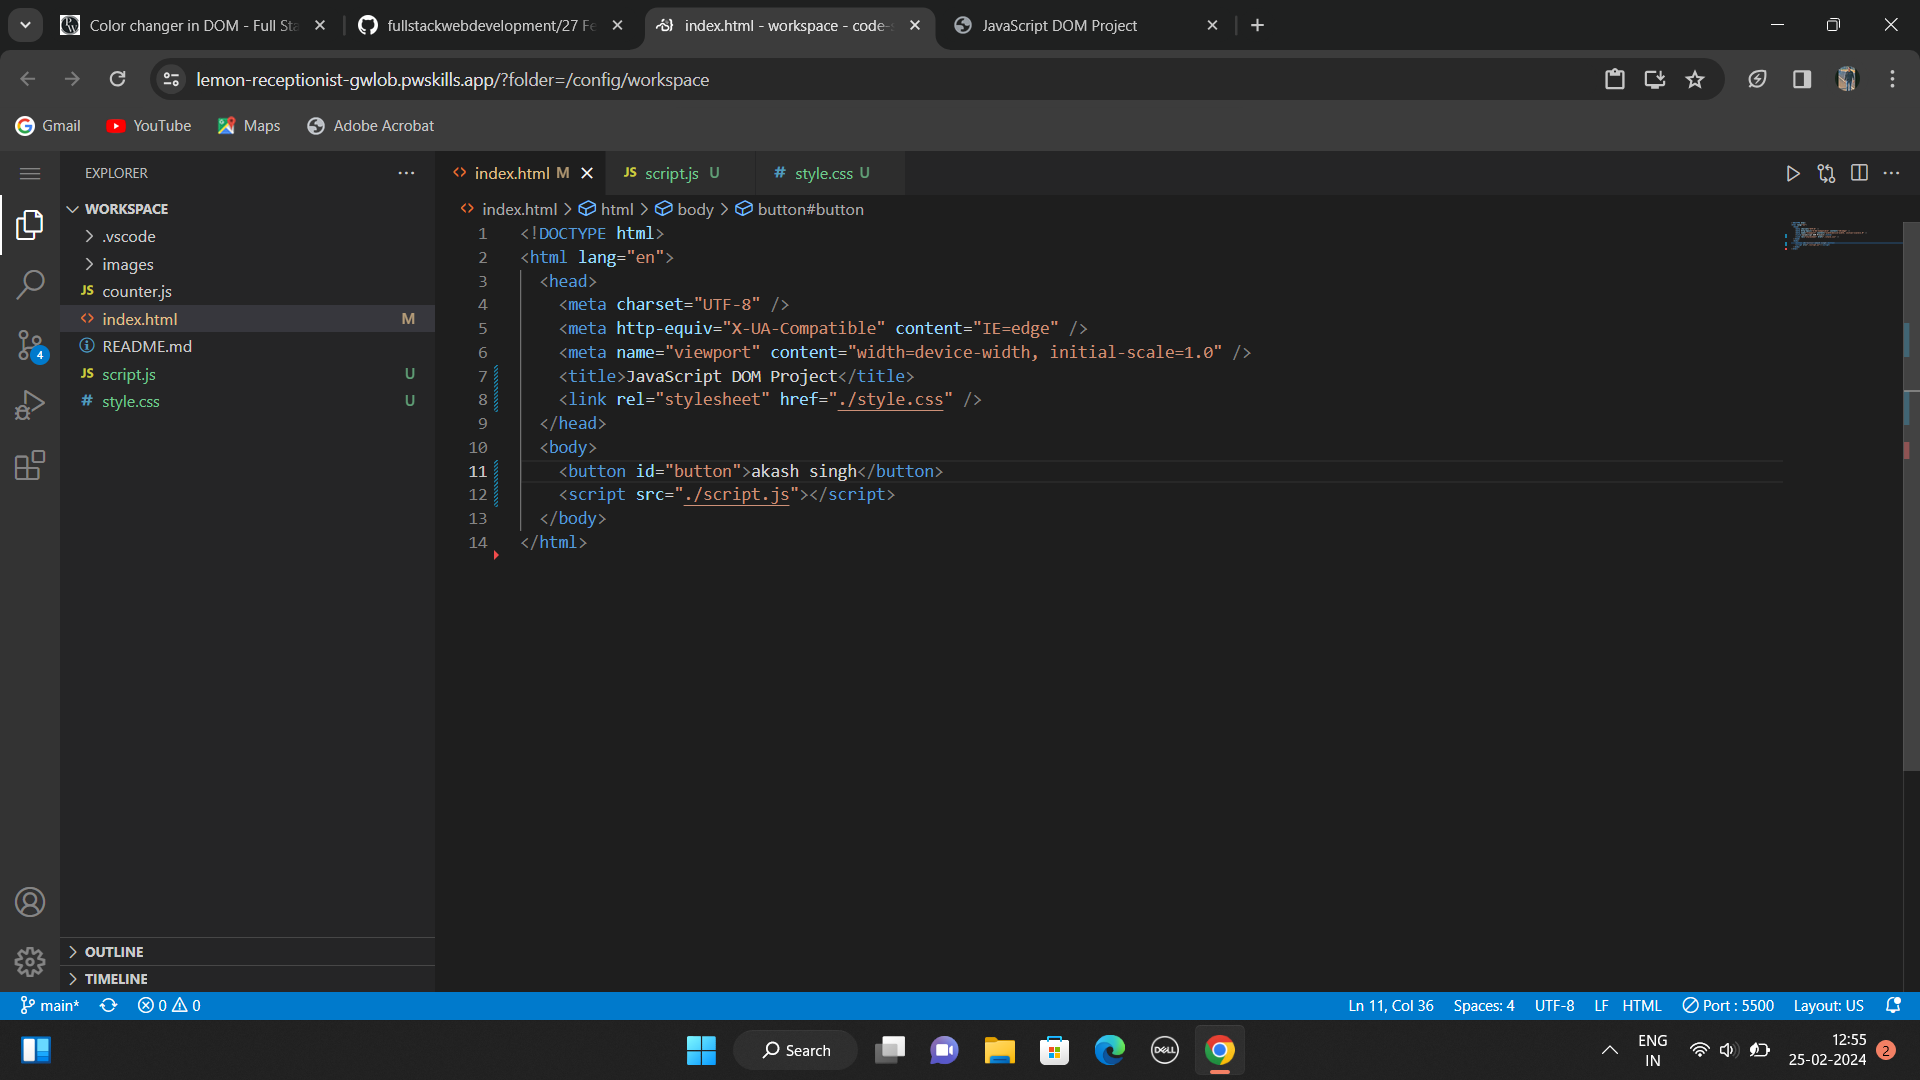 Color changer in DOM - Full Sta
fullstackwebdevelopment/27 Fe
index.html - workspace - code-s
JavaScript DOM Project
lemon-receptionist-gwlob.pwskills.app/?folder=/config/workspace
Gmail
YouTube
Maps
Adobe Acrobat
EXPLORER
WORKSPACE
.vscode
images
JS counter.js
<> index.html M
README.md
JS script.js U
# style.css U
OUTLINE
TIMELINE
4
<> index.html M
JS script.js U
# style.css U
<> index.html > html > body > button#button
1 <!DOCTYPE html>
2 <html lang="en">
3 <head>
4 <meta charset="UTF-8" />
5 <meta http-equiv="X-UA-Compatible" content="IE=edge" />
6 <meta name="viewport" content="width=device-width, initial-scale=1.0" />
7 <title>JavaScript DOM Project</title>
8 <link rel="stylesheet" href="./style.css" />
9 </head>
10 <body>
11 <button id="button">akash singh</button>
12 <script src="./script.js"></script>
13 </body>
14 </html>
main* 0 0
Ln 11, Col 36 Spaces: 4 UTF-8 LF HTML Port : 5500 Layout: US
Search
DELL
ENG
IN
12:55
25-02-2024
2